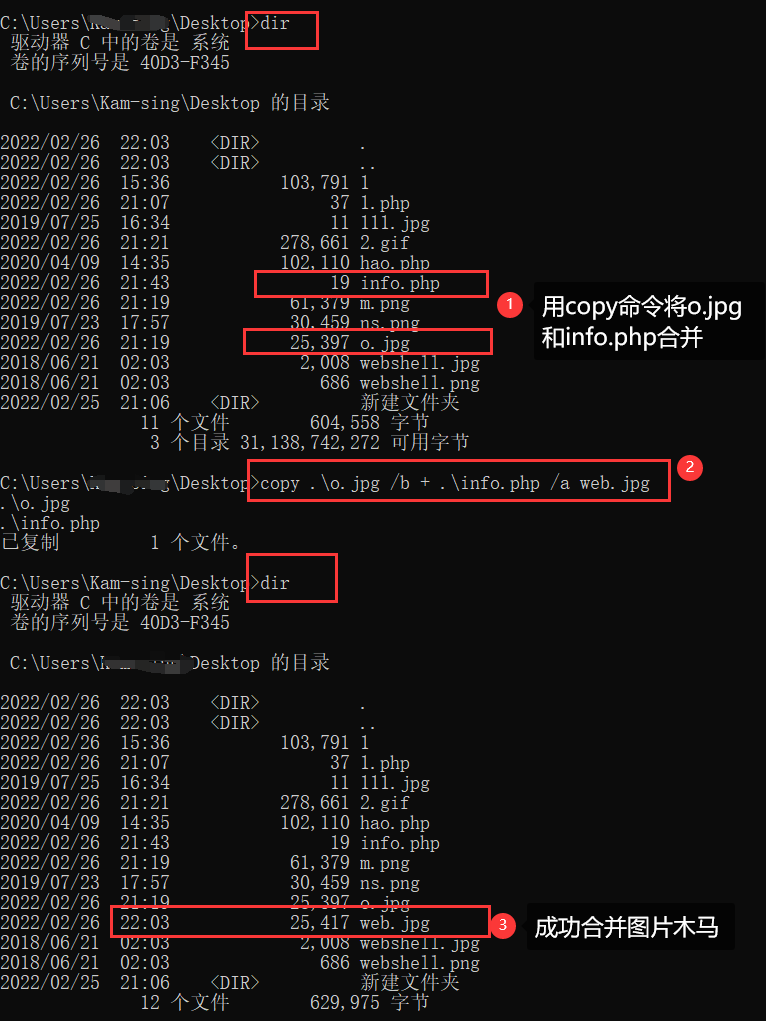 C:\Users\Kam-sing\Desktop>dir
驱动器 C 中的卷是 系统
卷的序列号是 40D3-F345
C:\Users\Kam-sing\Desktop 的目录
2022/02/26 22:03 <DIR> .
2022/02/26 22:03 <DIR> ..
2022/02/26 15:36 103,791 1
2022/02/26 21:07 37 1.php
2019/07/25 16:34 11 111.jpg
2022/02/26 21:21 278,661 2.gif
2020/04/09 14:35 102,110 hao.php
2022/02/26 21:43 19 info.php
2022/02/26 21:19 61,379 m.png
2019/07/23 17:57 30,459 ns.png
2022/02/26 21:19 25,397 o.jpg
2018/06/21 02:03 2,008 webshell.jpg
2018/06/21 02:03 686 webshell.png
2022/02/25 21:06 <DIR> 新建文件夹
11 个文件 604,558 字节
3 个目录 31,138,742,272 可用字节
1 用copy命令将o.jpg
和info.php合并
C:\Users\\Desktop>copy .\o.jpg /b + .\info.php /a web.jpg
2
.\o.jpg
.\info.php
已复制 1 个文件。
C:\Users\Kam-sing\Desktop>dir
驱动器 C 中的卷是 系统
卷的序列号是 40D3-F345
C:\Users\\Desktop 的目录
2022/02/26 22:03 <DIR> .
2022/02/26 22:03 <DIR> ..
2022/02/26 15:36 103,791 1
2022/02/26 21:07 37 1.php
2019/07/25 16:34 11 111.jpg
2022/02/26 21:21 278,661 2.gif
2020/04/09 14:35 102,110 hao.php
2022/02/26 21:43 19 info.php
2022/02/26 21:19 61,379 m.png
2019/07/23 17:57 30,459 ns.png
2022/02/26 21:19 25,397 o.jpg
2022/02/26 22:03 25,417 web.jpg
3 成功合并图片木马
2018/06/21 02:03 2,008 webshell.jpg
2018/06/21 02:03 686 webshell.png
2022/02/25 21:06 <DIR> 新建文件夹
12 个文件 629,975 字节